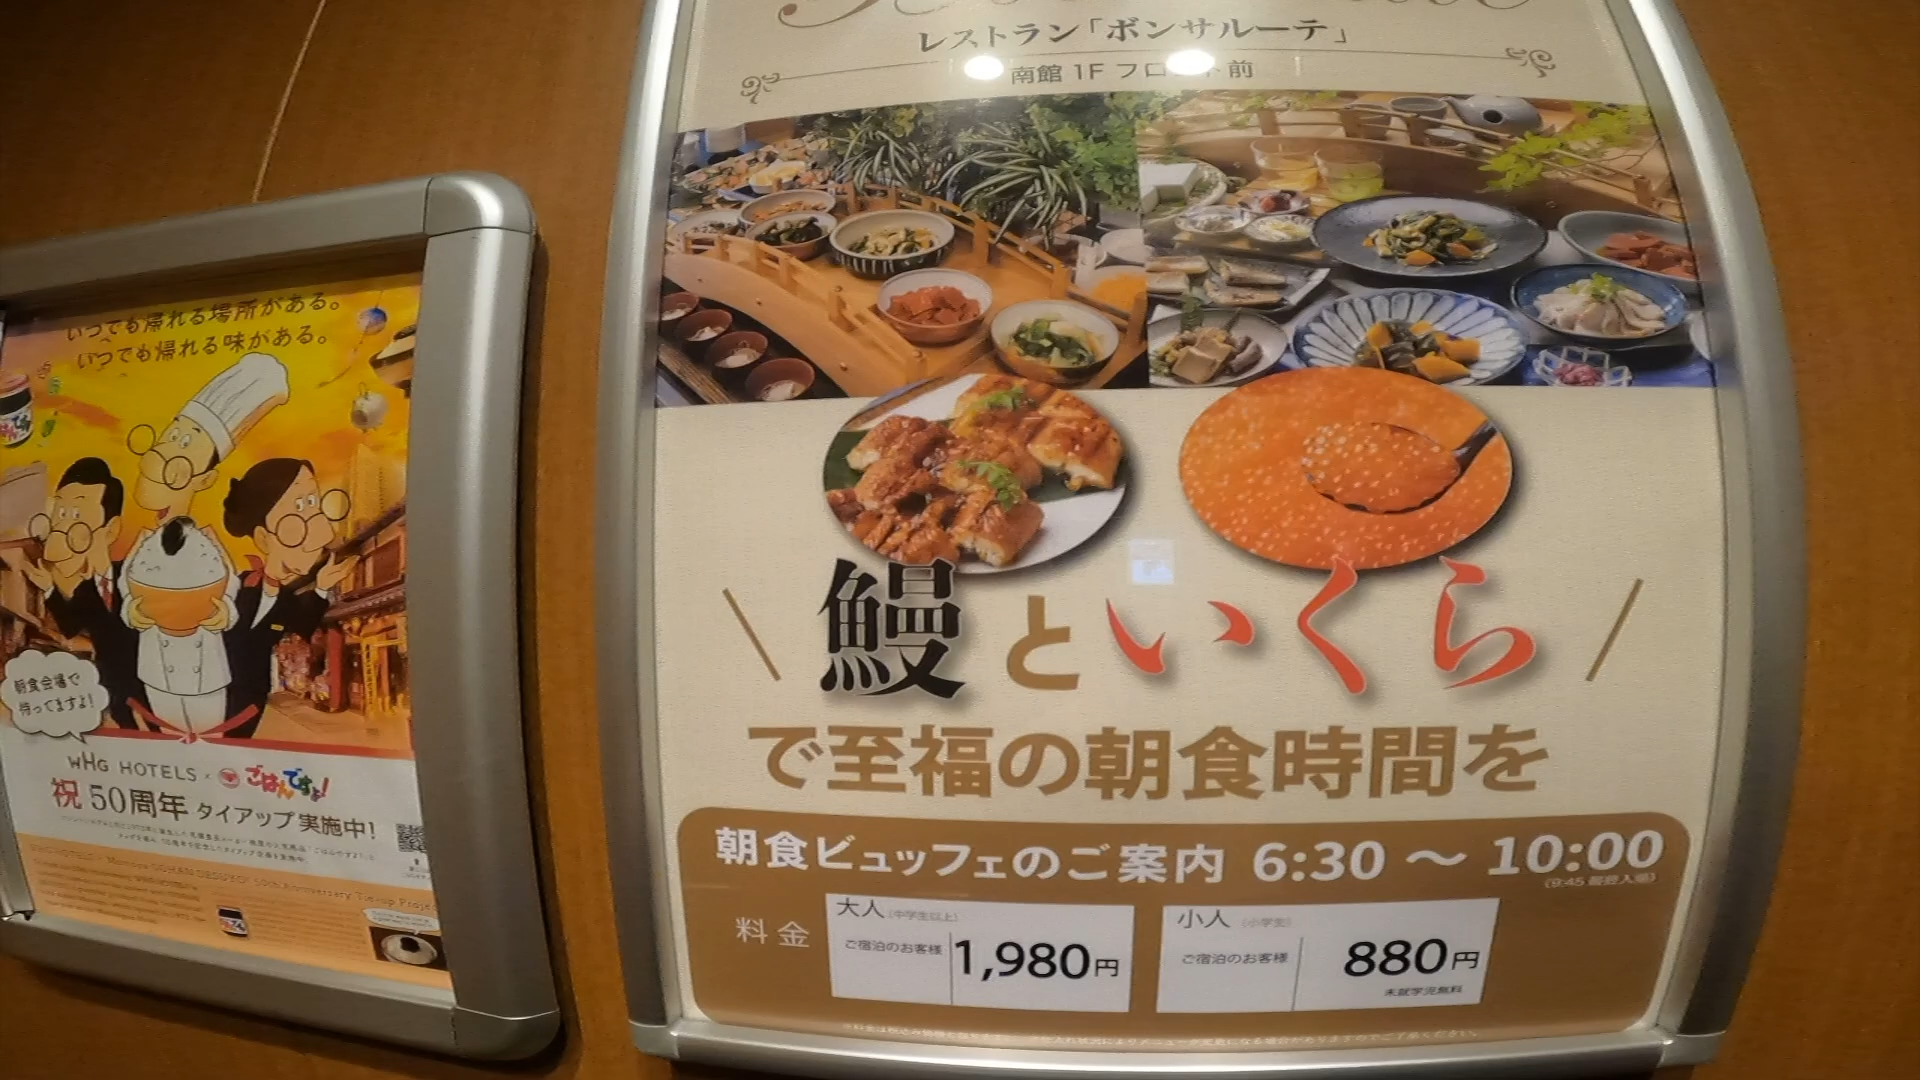 いつでも帰れる場所がある。
いつでも帰れる味がある。
朝食会場で
待ってますよ!
WHG HOTELS × ごはんですよ!
祝 50周年 タイアップ実施中!
レストラン「ボンサルーテ」
南館 1F フロント前
鰻といくら
で至福の朝食時間を
朝食ビュッフェのご案内 6:30 ～ 10:00
(9:45 最終入場)
料金
大人 (中学生以上)
ご宿泊のお客様 1,980円
小人 (小学生)
ご宿泊のお客様 880円
未就学児無料